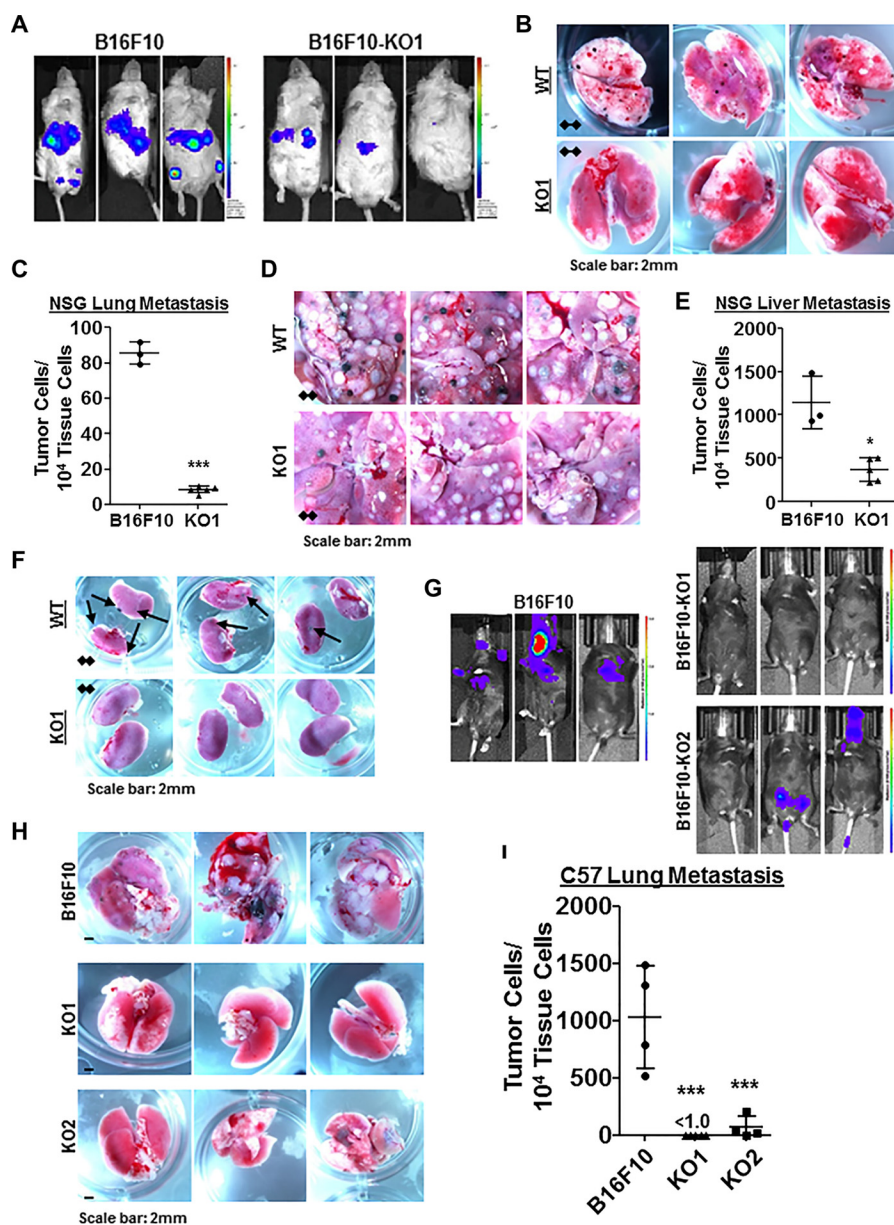 A
B16F10
B16F10-KO1
B
WT
KO1
Scale bar: 2mm
C
NSG Lung Metastasis
Tumor Cells/
10⁴ Tissue Cells
100
80
60
40
20
0
***
B16F10
KO1
D
WT
KO1
Scale bar: 2mm
E
NSG Liver Metastasis
Tumor Cells/
10⁴ Tissue Cells
2000
1500
1000
500
0
*
B16F10
KO1
F
WT
KO1
Scale bar: 2mm
G
B16F10
B16F10-KO1
B16F10-KO2
H
B16F10
KO1
KO2
Scale bar: 2mm
I
C57 Lung Metastasis
Tumor Cells/
10⁴ Tissue Cells
2000
1500
1000
500
0
***
<1.0
***
B16F10
KO1
KO2